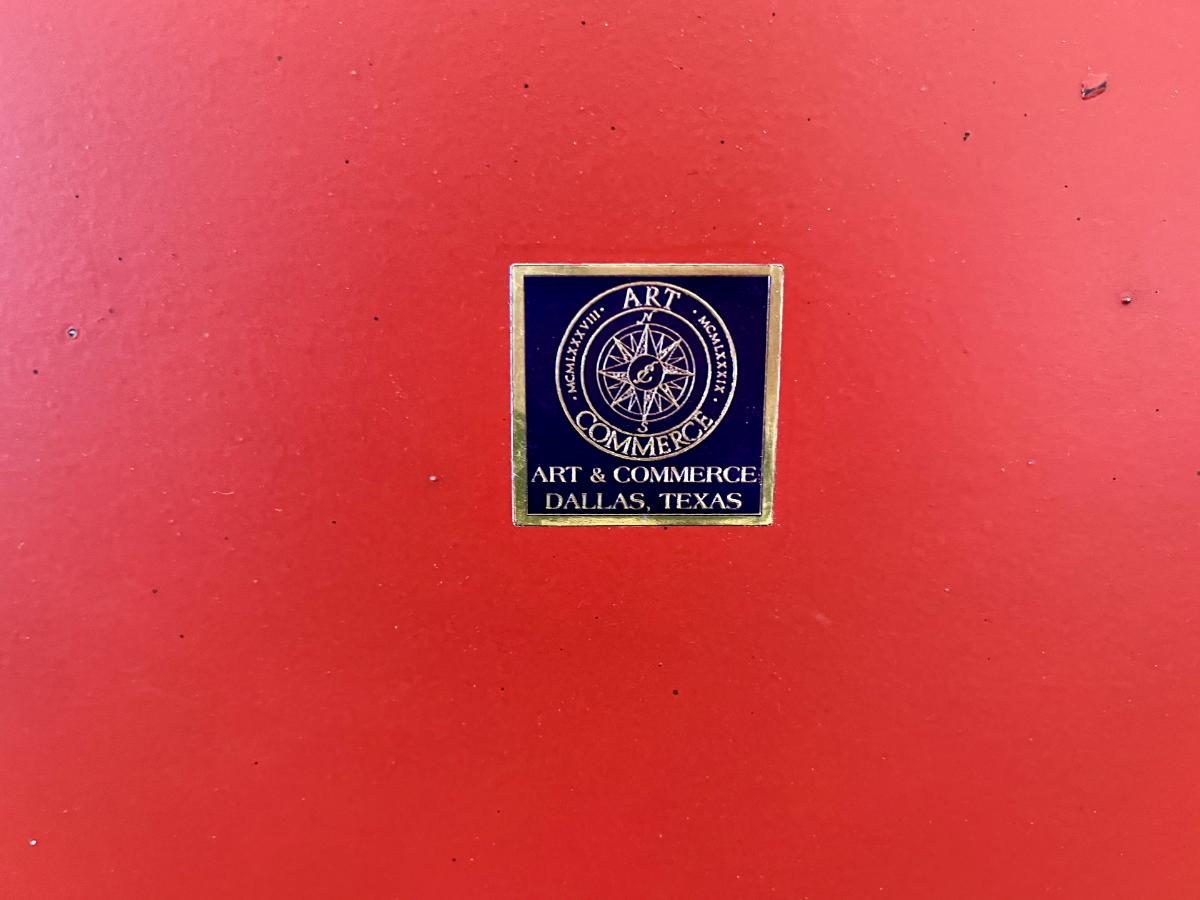 ART
N
· MCMLXXXVIII ·
· MCMLXXXIX ·
&
S
COMMERCE
ART & COMMERCE
DALLAS, TEXAS